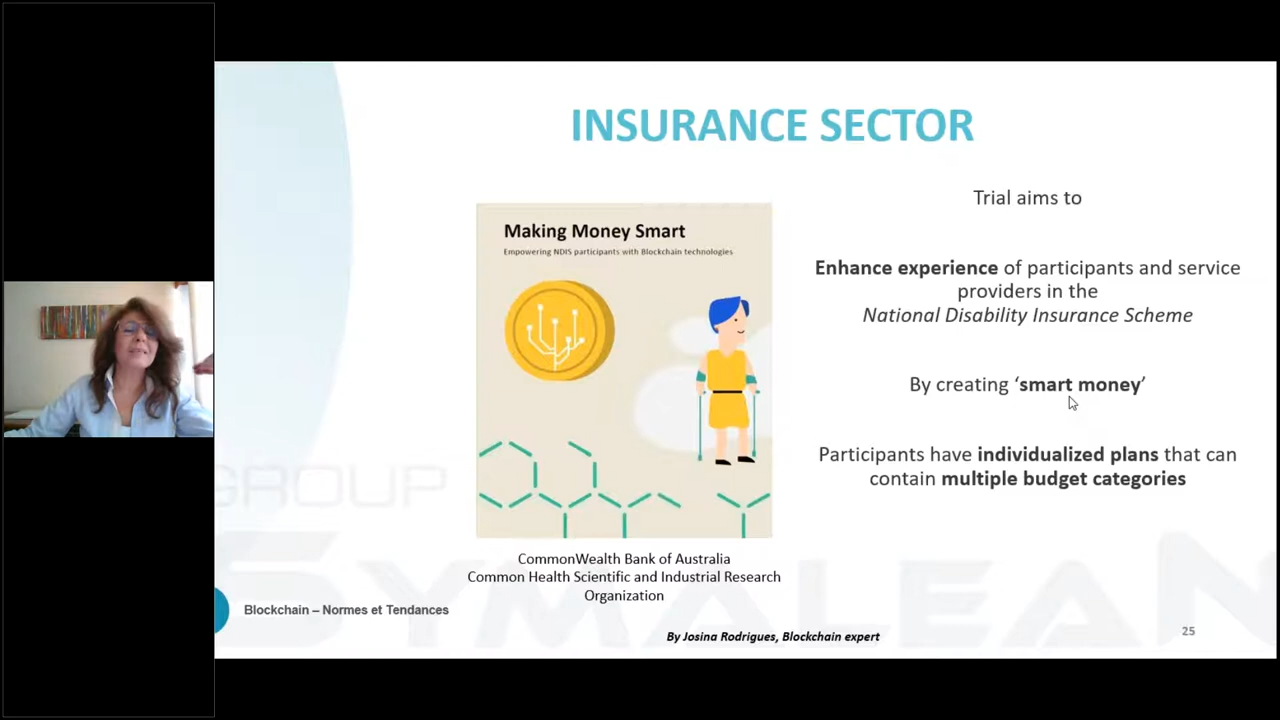 INSURANCE SECTOR
Making Money Smart
Empowering NDIS participants with Blockchain technologies
Trial aims to
Enhance experience of participants and service
providers in the
National Disability Insurance Scheme
By creating ‘smart money’
Participants have individualized plans that can
contain multiple budget categories
CommonWealth Bank of Australia
Common Health Scientific and Industrial Research
Organization
GROUP
SYMALEAN
Blockchain – Normes et Tendances
By Josina Rodrigues, Blockchain expert
25